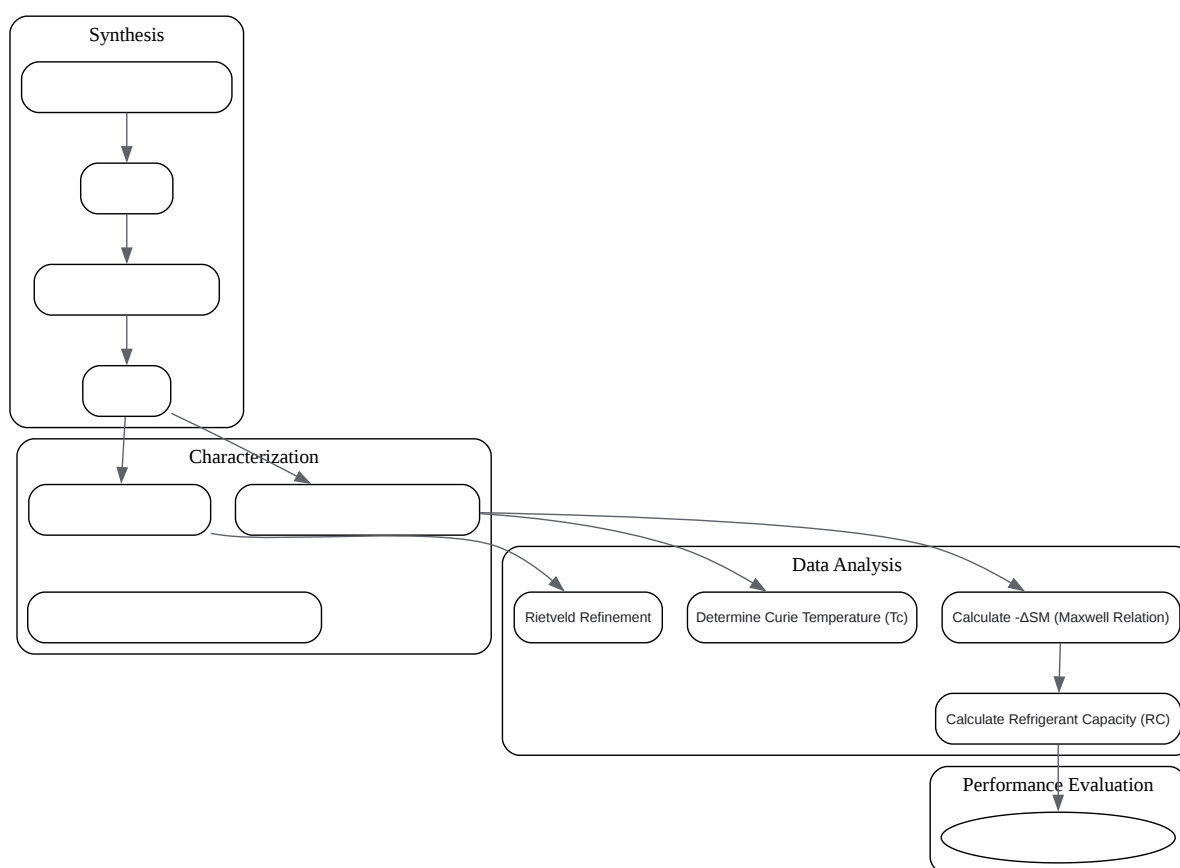 Synthesis
Characterization
Data Analysis
Rietveld Refinement
Determine Curie Temperature (Tc)
Calculate -ΔSM (Maxwell Relation)
Calculate Refrigerant Capacity (RC)
Performance Evaluation